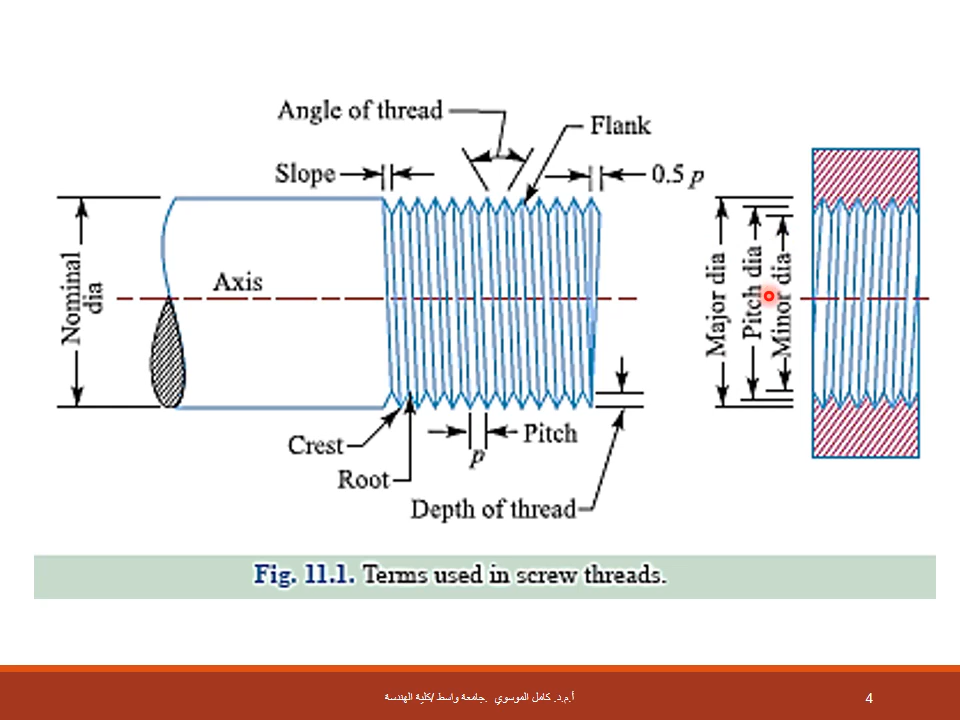 Angle of thread
Flank
Slope
0.5 p
Nominal
dia
Axis
Major dia
Pitch dia
Minor dia
Crest
Pitch
p
Root
Depth of thread
Fig. 11.1. Terms used in screw threads.
أ.م.د. كامل الموسوي .جامعة واسط /كلية الهندسة
4